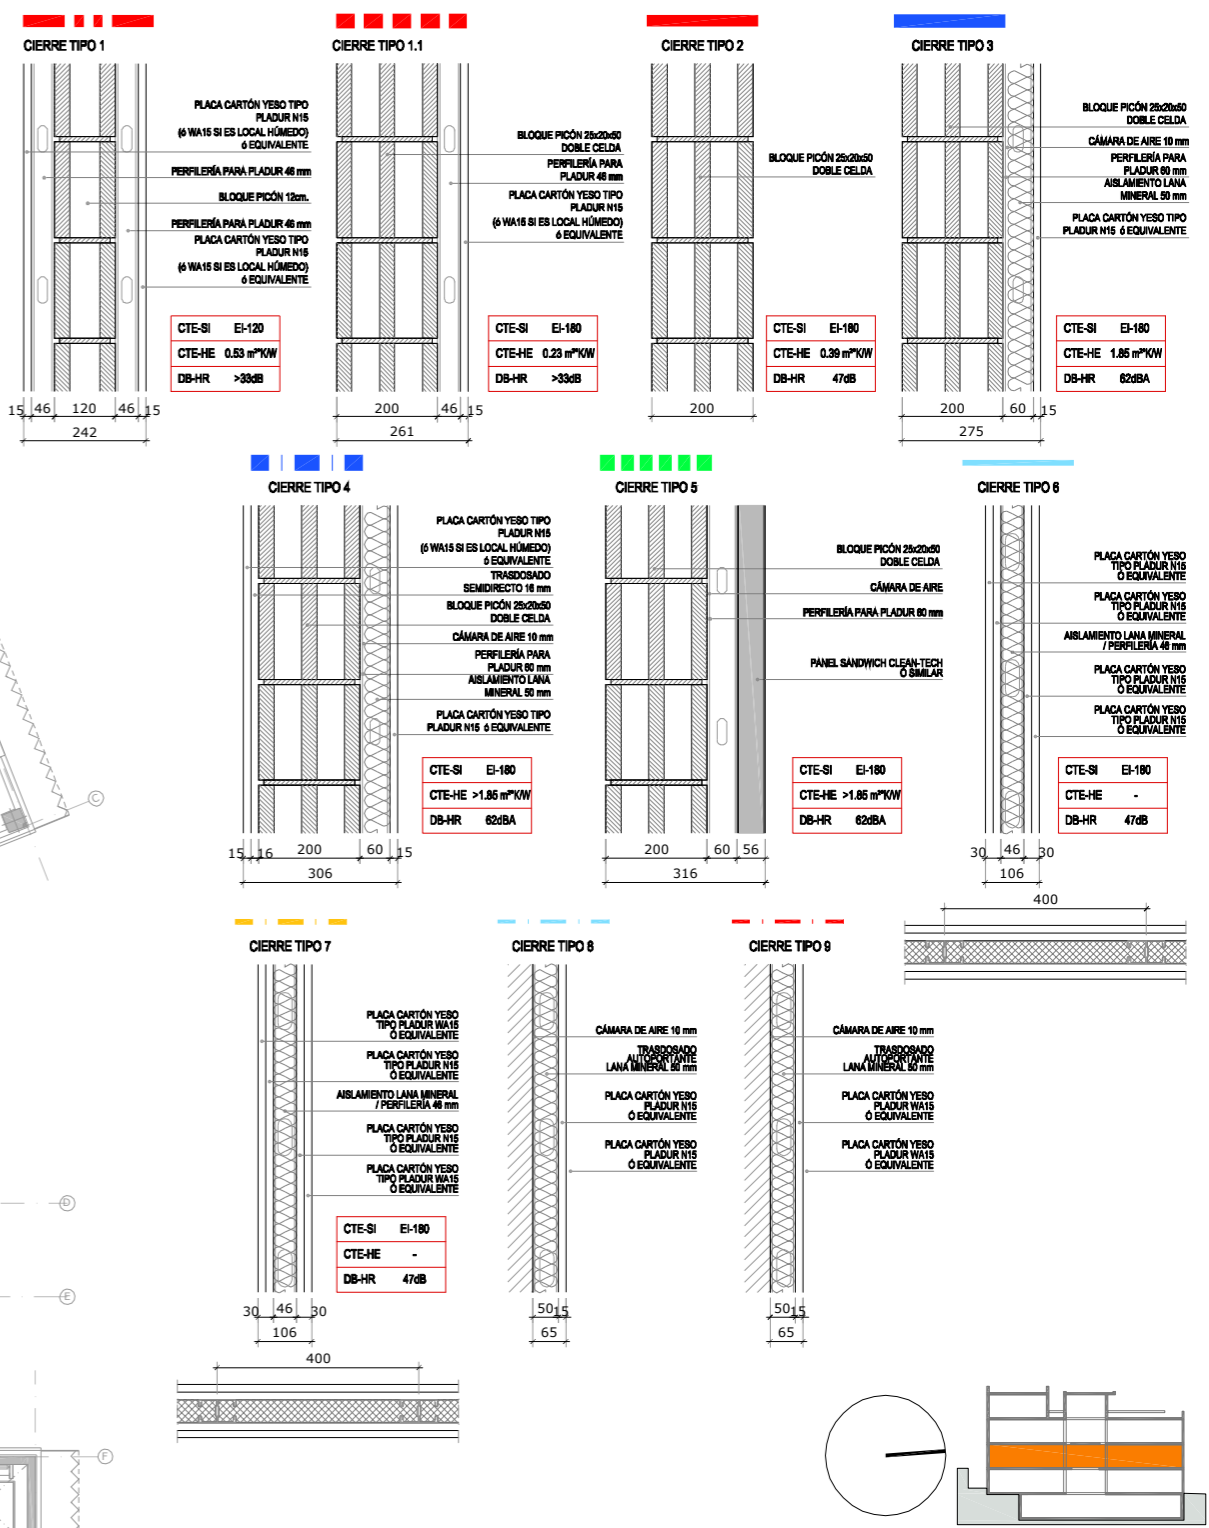 CIERRE TIPO 1
PLACA CARTÓN YESO TIPO
PLADUR N15
(ó WA15 SI ES LOCAL HÚMEDO)
ó EQUIVALENTE
PERFILERÍA PARA PLADUR 46 mm
BLOQUE PICÓN 12cm.
PERFILERÍA PARA PLADUR 46 mm
PLACA CARTÓN YESO TIPO
PLADUR N15
(ó WA15 SI ES LOCAL HÚMEDO)
ó EQUIVALENTE
CTE-SI EI-120
CTE-HE 0.53 m²ºK/W
DB-HR >33dB
15 46 120 46 15
242
CIERRE TIPO 1.1
BLOQUE PICÓN 25x20x50
DOBLE CELDA
PERFILERÍA PARA
PLADUR 46 mm
PLACA CARTÓN YESO TIPO
PLADUR N15
(ó WA15 SI ES LOCAL HÚMEDO)
ó EQUIVALENTE
CTE-SI EI-180
CTE-HE 0.23 m²ºK/W
DB-HR >33dB
200 46 15
261
CIERRE TIPO 2
BLOQUE PICÓN 25x20x50
DOBLE CELDA
CTE-SI EI-180
CTE-HE 0.39 m²ºK/W
DB-HR 47dB
200
CIERRE TIPO 3
BLOQUE PICÓN 25x20x50
DOBLE CELDA
CÁMARA DE AIRE 10 mm
PERFILERÍA PARA
PLADUR 60 mm
AISLAMIENTO LANA
MINERAL 50 mm
PLACA CARTÓN YESO TIPO
PLADUR N15 ó EQUIVALENTE
CTE-SI EI-180
CTE-HE 1.85 m²ºK/W
DB-HR 62dBA
200 60 15
275
CIERRE TIPO 4
PLACA CARTÓN YESO TIPO
PLADUR N15
(ó WA15 SI ES LOCAL HÚMEDO)
ó EQUIVALENTE
TRASDOSADO
SEMIDIRECTO 16 mm
BLOQUE PICÓN 25x20x50
DOBLE CELDA
CÁMARA DE AIRE 10 mm
PERFILERÍA PARA
PLADUR 60 mm
AISLAMIENTO LANA
MINERAL 50 mm
PLACA CARTÓN YESO TIPO
PLADUR N15 ó EQUIVALENTE
CTE-SI EI-180
CTE-HE >1.85 m²ºK/W
DB-HR 62dBA
15 16 200 60 15
306
CIERRE TIPO 5
BLOQUE PICÓN 25x20x50
DOBLE CELDA
CÁMARA DE AIRE
PERFILERÍA PARA PLADUR 60 mm
PANEL SANDWICH CLEAN-TECH
Ó SIMILAR
CTE-SI EI-180
CTE-HE >1.85 m²ºK/W
DB-HR 62dBA
200 60 56
316
CIERRE TIPO 6
PLACA CARTÓN YESO
TIPO PLADUR N15
Ó EQUIVALENTE
PLACA CARTÓN YESO
TIPO PLADUR N15
Ó EQUIVALENTE
AISLAMIENTO LANA MINERAL
/ PERFILERÍA 46 mm
PLACA CARTÓN YESO
TIPO PLADUR N15
Ó EQUIVALENTE
PLACA CARTÓN YESO
TIPO PLADUR N15
Ó EQUIVALENTE
CTE-SI EI-180
CTE-HE -
DB-HR 47dB
30 46 30
106
400
C
CIERRE TIPO 7
PLACA CARTÓN YESO
TIPO PLADUR WA15
Ó EQUIVALENTE
PLACA CARTÓN YESO
TIPO PLADUR N15
Ó EQUIVALENTE
AISLAMIENTO LANA MINERAL
/ PERFILERÍA 46 mm
PLACA CARTÓN YESO
TIPO PLADUR N15
Ó EQUIVALENTE
PLACA CARTÓN YESO
TIPO PLADUR WA15
Ó EQUIVALENTE
CTE-SI EI-180
CTE-HE -
DB-HR 47dB
30 46 30
106
400
CIERRE TIPO 8
CÁMARA DE AIRE 10 mm
TRASDOSADO
AUTOPORTANTE
LANA MINERAL 50 mm
PLACA CARTÓN YESO
PLADUR N15
Ó EQUIVALENTE
PLACA CARTÓN YESO
PLADUR N15
Ó EQUIVALENTE
50 15
65
CIERRE TIPO 9
CÁMARA DE AIRE 10 mm
TRASDOSADO
AUTOPORTANTE
LANA MINERAL 50 mm
PLACA CARTÓN YESO
PLADUR WA15
Ó EQUIVALENTE
PLACA CARTÓN YESO
PLADUR WA15
Ó EQUIVALENTE
50 15
65
D
E
F